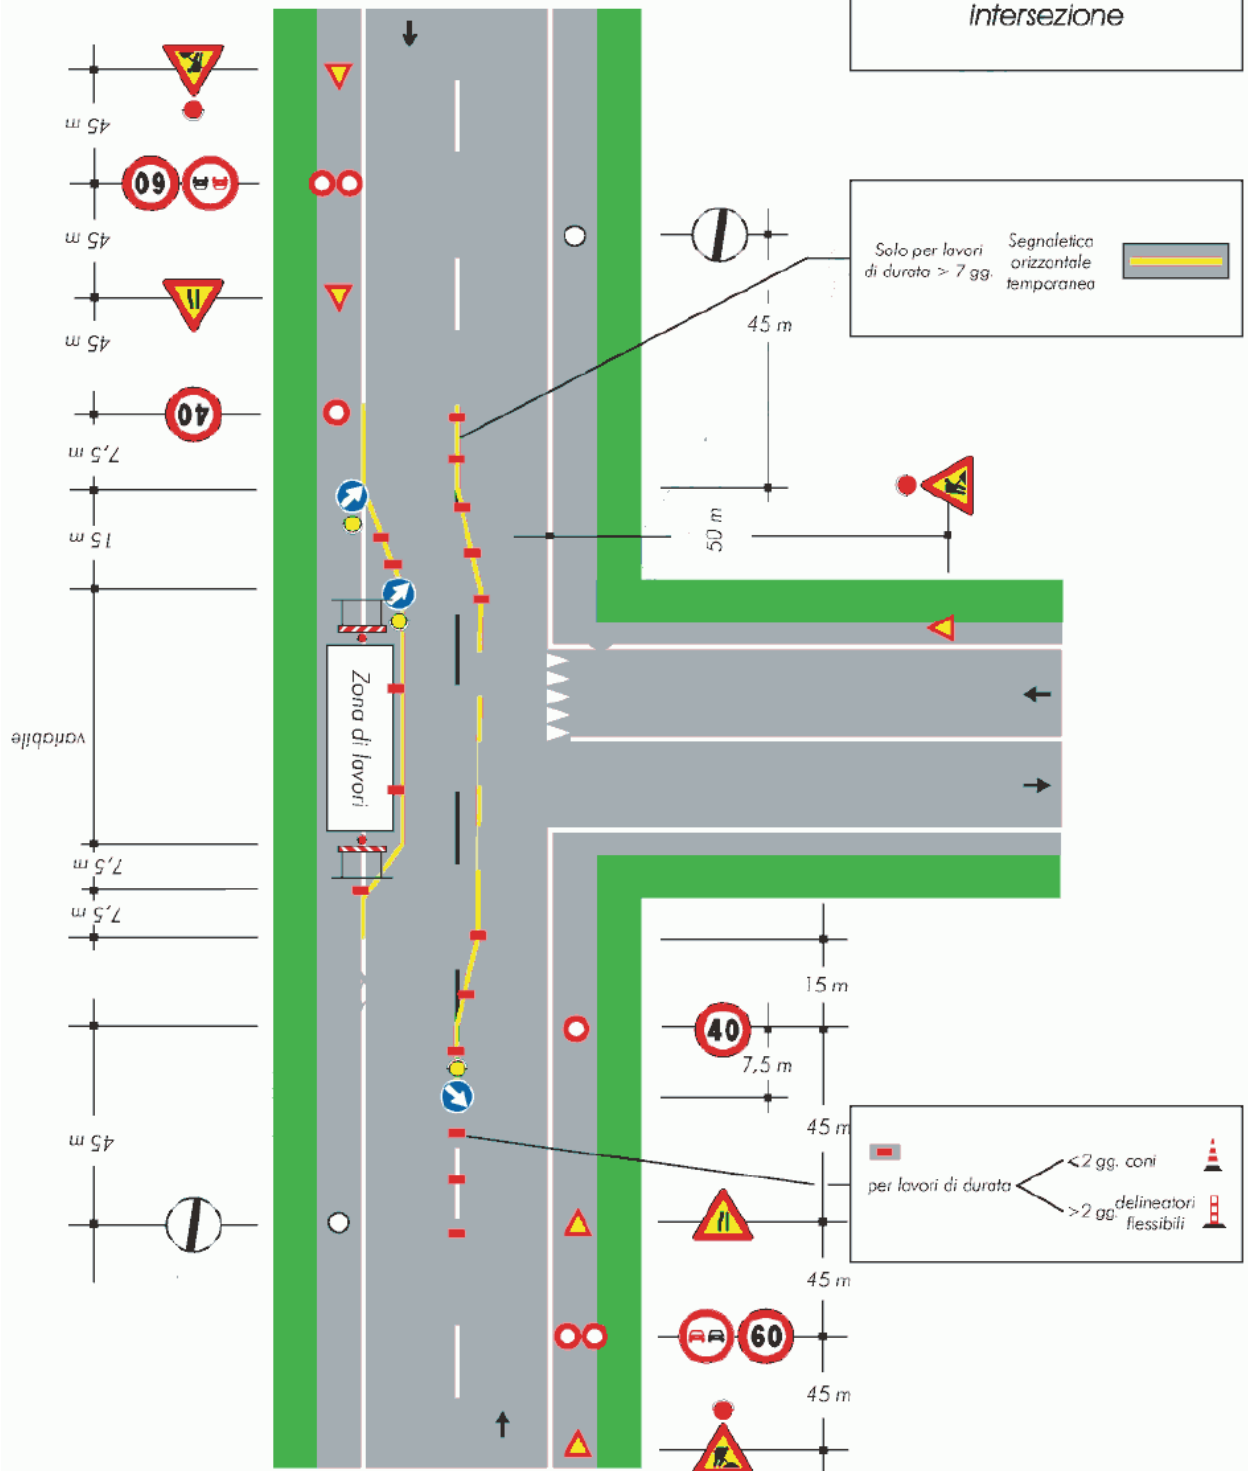 intersezione
45 m
60
45 m
45 m
40
7,5 m
15 m
variabile
7,5 m
7,5 m
45 m
Zona di lavori
45 m
50 m
Solo per lavori
di durata > 7 gg.
Segnaletica
orizzontale
temporanea
15 m
40
7,5 m
45 m
45 m
60
45 m
per lavori di durata
<2 gg. coni
>2 gg. delineatori
flessibili